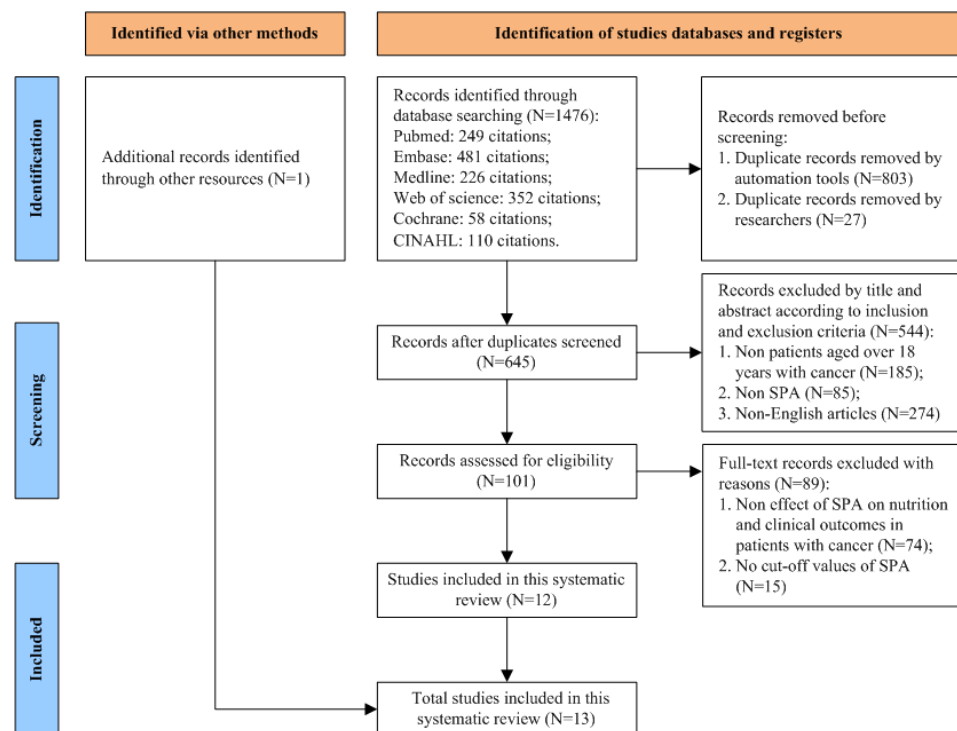 Identified via other methods
Identification of studies databases and registers
Identification
Additional records identified
through other resources (N=1)
Records identified through
database searching (N=1476):
Pubmed: 249 citations;
Embase: 481 citations;
Medline: 226 citations;
Web of science: 352 citations;
Cochrane: 58 citations;
CINAHL: 110 citations.
Records removed before
screening:
1. Duplicate records removed by
automation tools (N=803)
2. Duplicate records removed by
researchers (N=27)
Screening
Records after duplicates screened
(N=645)
Records excluded by title and
abstract according to inclusion
and exclusion criteria (N=544):
1. Non patients aged over 18
years with cancer (N=185);
2. Non SPA (N=85);
3. Non-English articles (N=274)
Records assessed for eligibility
(N=101)
Full-text records excluded with
reasons (N=89):
1. Non effect of SPA on nutrition
and clinical outcomes in
patients with cancer (N=74);
2. No cut-off values of SPA
(N=15)
Included
Studies included in this systematic
review (N=12)
Total studies included in this
systematic review (N=13)